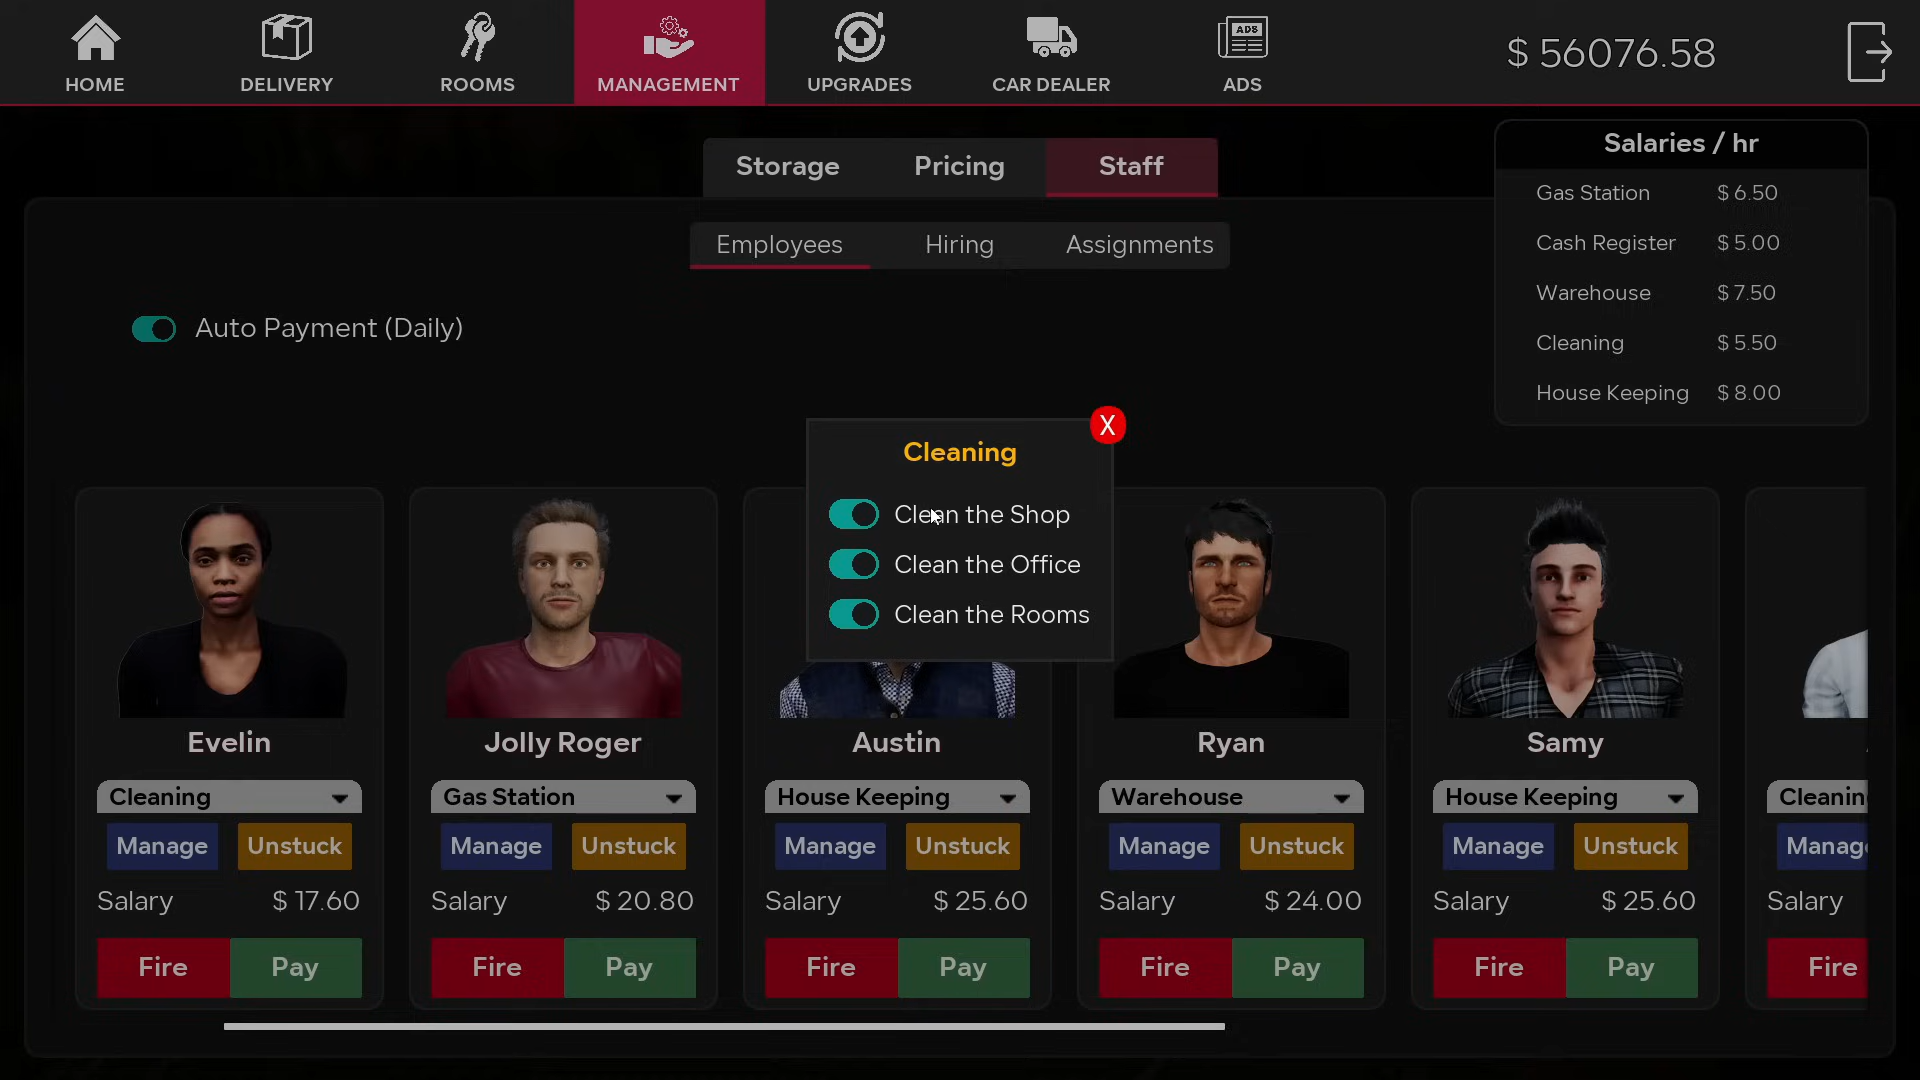 HOME
DELIVERY
ROOMS
MANAGEMENT
UPGRADES
CAR DEALER
ADS
ADS
$ 56076.58
Storage
Pricing
Staff
Employees
Hiring
Assignments
Salaries / hr
Gas Station $ 6.50
Cash Register $ 5.00
Warehouse $ 7.50
Cleaning $ 5.50
House Keeping $ 8.00
Auto Payment (Daily)
X
Cleaning
Clean the Shop
Clean the Office
Clean the Rooms
Evelin
Cleaning
Manage Unstuck
Salary $ 17.60
Fire Pay
Jolly Roger
Gas Station
Manage Unstuck
Salary $ 20.80
Fire Pay
Austin
House Keeping
Manage Unstuck
Salary $ 25.60
Fire Pay
Ryan
Warehouse
Manage Unstuck
Salary $ 24.00
Fire Pay
Samy
House Keeping
Manage Unstuck
Salary $ 25.60
Fire Pay
Cleanin
Manag
Salary
Fire